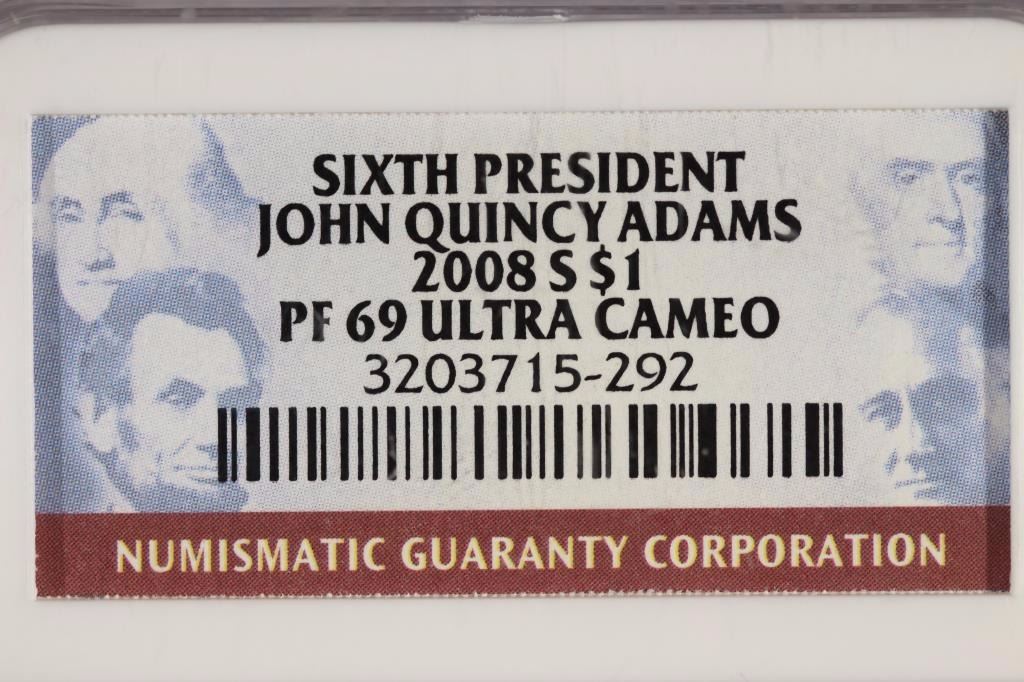 SIXTH PRESIDENT
JOHN QUINCY ADAMS
2008 S $1
PF 69 ULTRA CAMEO
3203715-292
NUMISMATIC GUARANTY CORPORATION